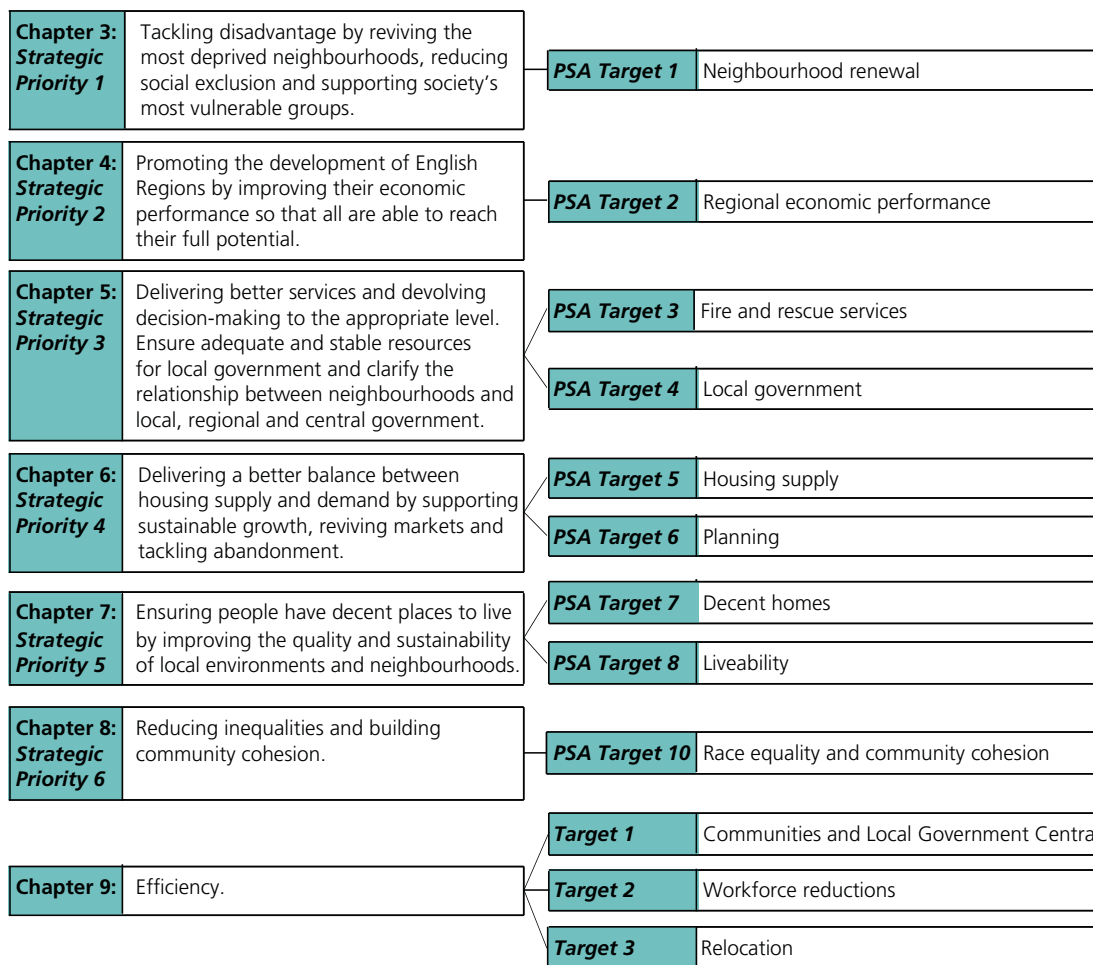 Chapter 3:
Strategic
Priority 1
Tackling disadvantage by reviving the
most deprived neighbourhoods, reducing
social exclusion and supporting society's
most vulnerable groups.
PSA Target 1
Neighbourhood renewal
Chapter 4:
Strategic
Priority 2
Promoting the development of English
Regions by improving their economic
performance so that all are able to reach
their full potential.
PSA Target 2
Regional economic performance
Chapter 5:
Strategic
Priority 3
Delivering better services and devolving
decision-making to the appropriate level.
Ensure adequate and stable resources
for local government and clarify the
relationship between neighbourhoods and
local, regional and central government.
PSA Target 3
Fire and rescue services
PSA Target 4
Local government
Chapter 6:
Strategic
Priority 4
Delivering a better balance between
housing supply and demand by supporting
sustainable growth, reviving markets and
tackling abandonment.
PSA Target 5
Housing supply
PSA Target 6
Planning
Chapter 7:
Strategic
Priority 5
Ensuring people have decent places to live
by improving the quality and sustainability
of local environments and neighbourhoods.
PSA Target 7
Decent homes
PSA Target 8
Liveability
Chapter 8:
Strategic
Priority 6
Reducing inequalities and building
community cohesion.
PSA Target 10
Race equality and community cohesion
Chapter 9:
Efficiency.
Target 1
Communities and Local Government Centra
Target 2
Workforce reductions
Target 3
Relocation